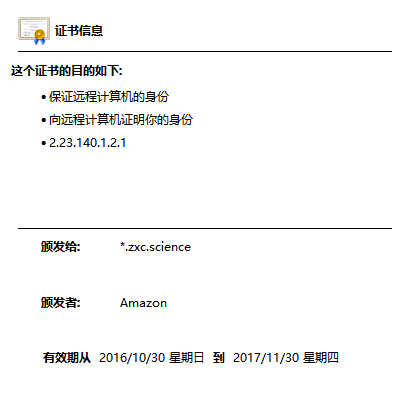 证书信息
这个证书的目的如下:
• 保证远程计算机的身份
• 向远程计算机证明你的身份
• 2.23.140.1.2.1
颁发给: *.zxc.science
颁发者: Amazon
有效期从 2016/10/30 星期日 到 2017/11/30 星期四